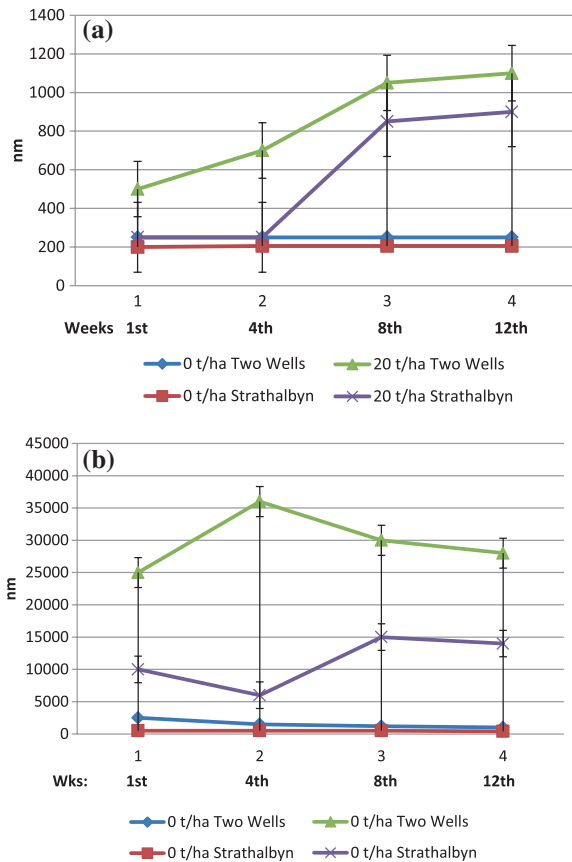 (a)
1400
1200
1000
800
600
400
200
0
nm
1 2 3 4
Weeks 1st 4th 8th 12th
0 t/ha Two Wells 20 t/ha Two Wells
0 t/ha Strathalbyn 20 t/ha Strathalbyn
(b)
45000
40000
35000
30000
25000
20000
15000
10000
5000
0
nm
1 2 3 4
Wks: 1st 4th 8th 12th
0 t/ha Two Wells 0 t/ha Two Wells
0 t/ha Strathalbyn 0 t/ha Strathalbyn